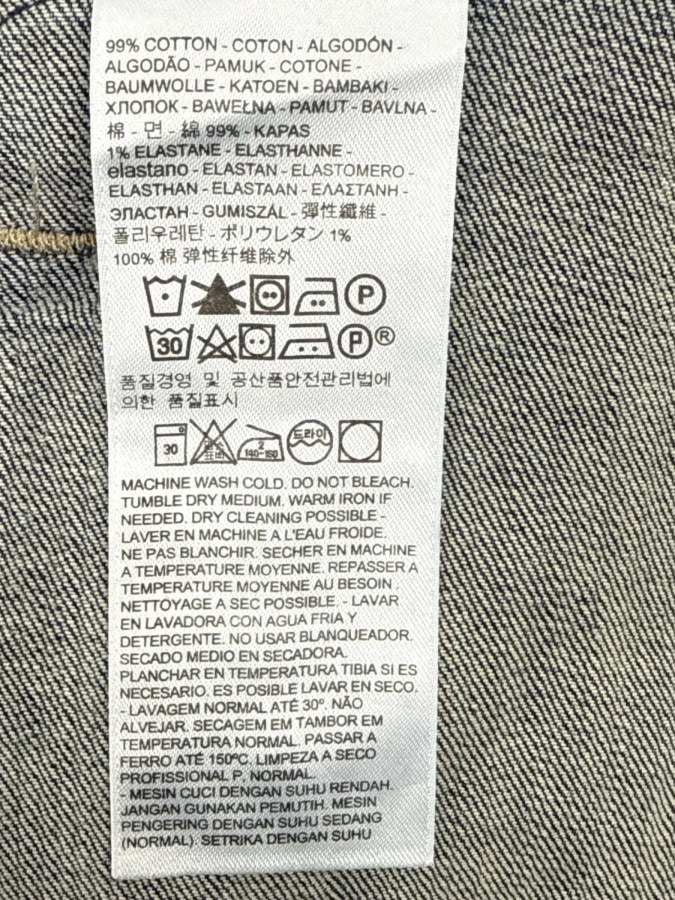 99% COTTON - COTON - ALGODÓN -
ALGODÃO - PAMUK - COTONE -
BAUMWOLLE - KATOEN - BAMBAKI -
ХЛОПОК - BAWEŁNA - PAMUT - BAVLNA -
棉 - 면 - 綿 99% - KAPAS
1% ELASTANE - ELASTHANNE -
elastano - ELASTAN - ELASTOMERO -
ELASTHAN - ELASTAAN - ΕΛΑΣΤΑΝΗ -
ЭЛАСТАН - GUMISZÁL - 彈性纖維 -
폴리우레탄 - ポリウレタン 1%
100% 棉 弹性纤维除外
P
30 P ®
품질경영 및 공산품안전관리법에
의한 품질표시
30 2 140-150 드라이
MACHINE WASH COLD. DO NOT BLEACH.
TUMBLE DRY MEDIUM. WARM IRON IF
NEEDED. DRY CLEANING POSSIBLE -
LAVER EN MACHINE A L'EAU FROIDE.
NE PAS BLANCHIR. SECHER EN MACHINE
A TEMPERATURE MOYENNE. REPASSER A
TEMPERATURE MOYENNE AU BESOIN .
NETTOYAGE A SEC POSSIBLE. - LAVAR
EN LAVADORA CON AGUA FRIA Y
DETERGENTE. NO USAR BLANQUEADOR.
SECADO MEDIO EN SECADORA.
PLANCHAR EN TEMPERATURA TIBIA SI ES
NECESARIO. ES POSIBLE LAVAR EN SECO.
- LAVAGEM NORMAL ATÉ 30º. NÃO
ALVEJAR. SECAGEM EM TAMBOR EM
TEMPERATURA NORMAL. PASSAR A
FERRO ATÉ 150ºC. LIMPEZA A SECO
PROFISSIONAL P, NORMAL.
- MESIN CUCI DENGAN SUHU RENDAH.
JANGAN GUNAKAN PEMUTIH. MESIN
PENGERING DENGAN SUHU SEDANG
(NORMAL). SETRIKA DENGAN SUHU